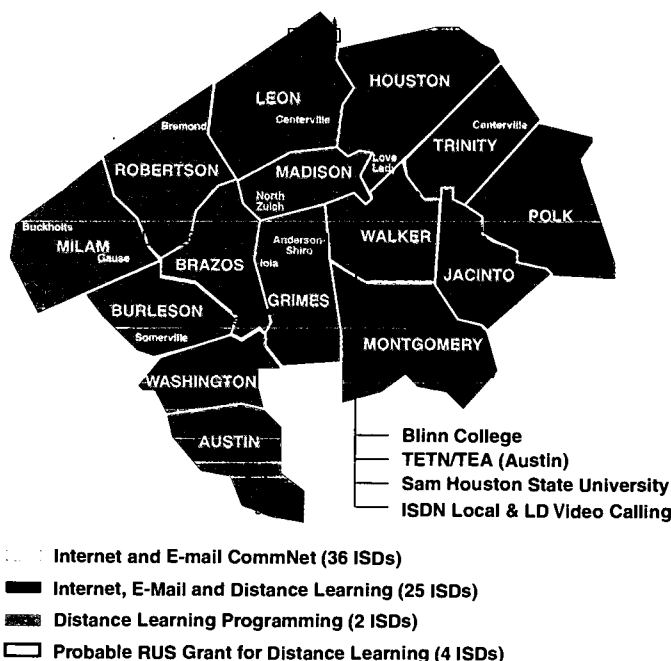 HOUSTON
LEON
Centerville
Bremond
Centerville
TRINITY
ROBERTSON
MADISON
Love
Lady
North
Zulch
POLK
Buckholts
MILAM
Gause
BRAZOS
Anderson-
Shiro
Iola
WALKER
JACINTO
GRIMES
BURLESON
Somerville
MONTGOMERY
WASHINGTON
AUSTIN
Blinn College
TETN/TEA (Austin)
Sam Houston State University
ISDN Local & LD Video Calling
Internet and E-mail CommNet (36 ISDs)
Internet, E-Mail and Distance Learning (25 ISDs)
Distance Learning Programming (2 ISDs)
Probable RUS Grant for Distance Learning (4 ISDs)